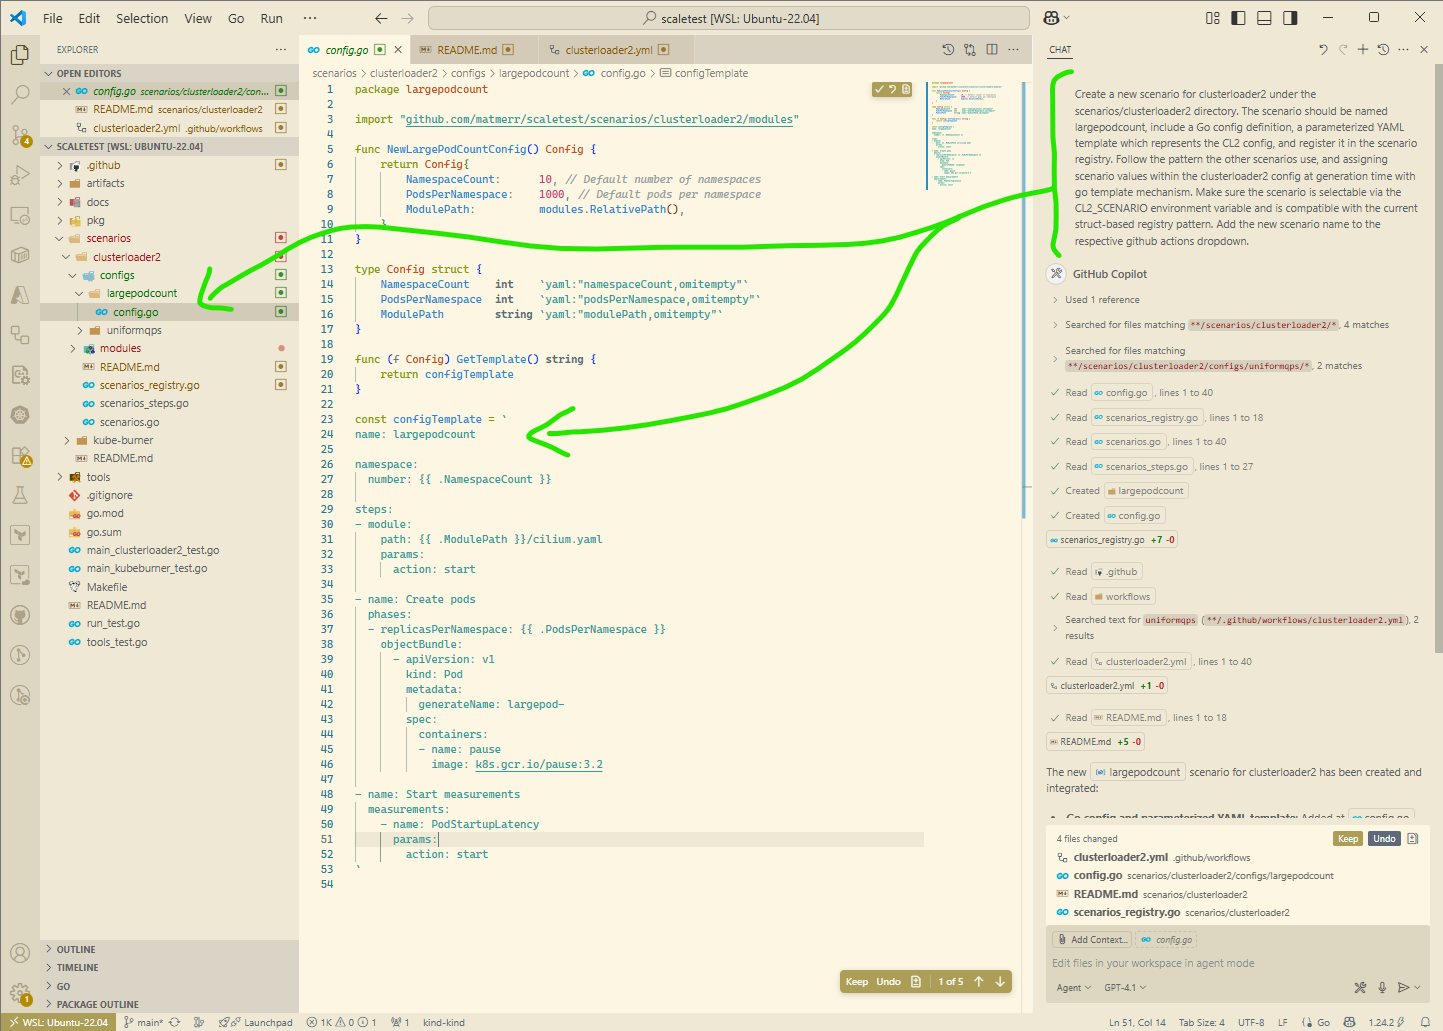 File Edit Selection View Go Run ···
scaletest [WSL: Ubuntu-22.04]
EXPLORER
OPEN EDITORS
config.go scenarios/clusterloader2/con...
README.md scenarios/clusterloader2
clusterloader2.yml .github/workflows
SCALETEST [WSL: UBUNTU-22.04]
.github
artifacts
docs
pkg
scenarios
clusterloader2
configs
largepodcount
config.go
uniformqps
modules
README.md
scenarios_registry.go
scenarios_steps.go
scenarios.go
kube-burner
README.md
tools
.gitignore
go.mod
go.sum
main_clusterloader2_test.go
main_kubeburner_test.go
Makefile
README.md
run_test.go
tools_test.go
OUTLINE
TIMELINE
GO
PACKAGE OUTLINE
4
1
config.go
README.md
clusterloader2.yml
scenarios > clusterloader2 > configs > largepodcount > config.go > configTemplate
1 package largepodcount
2
3 import "github.com/matmerr/scaletest/scenarios/clusterloader2/modules"
4
5 func NewLargePodCountConfig() Config {
6 return Config{
7 NamespaceCount: 10, // Default number of namespaces
8 PodsPerNamespace: 1000, // Default pods per namespace
9 ModulePath: modules.RelativePath(),
10 }
11 }
12
13 type Config struct {
14 NamespaceCount int `yaml:"namespaceCount,omitempty"`
15 PodsPerNamespace int `yaml:"podsPerNamespace,omitempty"`
16 ModulePath string `yaml:"modulePath,omitempty"`
17 }
18
19 func (f Config) GetTemplate() string {
20 return configTemplate
21 }
22
23 const configTemplate = `
24 name: largepodcount
25
26 namespace:
27 number: {{ .NamespaceCount }}
28
29 steps:
30 - module:
31 path: {{ .ModulePath }}/cilium.yaml
32 params:
33 action: start
34
35 - name: Create pods
36 phases:
37 - replicasPerNamespace: {{ .PodsPerNamespace }}
38 objectBundle:
39 - apiVersion: v1
40 kind: Pod
41 metadata:
42 generateName: largepod-
43 spec:
44 containers:
45 - name: pause
46 image: k8s.gcr.io/pause:3.2
47
48 - name: Start measurements
49 measurements:
50 - name: PodStartupLatency
51 params:
52 action: start
53 `
54
Keep Undo 1 of 5
CHAT
Create a new scenario for clusterloader2 under the
scenarios/clusterloader2 directory. The scenario should be named
largepodcount, include a Go config definition, a parameterized YAML
template which represents the CL2 config, and register it in the scenario
registry. Follow the pattern the other scenarios use, and assigning
scenario values within the clusterloader2 config at generation time with
go template mechanism. Make sure the scenario is selectable via the
CL2_SCENARIO environment variable and is compatible with the current
struct-based registry pattern. Add the new scenario name to the
respective github actions dropdown.
GitHub Copilot
Used 1 reference
Searched for files matching **/scenarios/clusterloader2/*, 4 matches
Searched for files matching
**/scenarios/clusterloader2/configs/uniformqps/*, 2 matches
Read config.go, lines 1 to 40
Read scenarios_registry.go, lines 1 to 18
Read scenarios.go, lines 1 to 40
Read scenarios_steps.go, lines 1 to 27
Created largepodcount
Created config.go
scenarios_registry.go +7 -0
Read .github
Read workflows
Searched text for uniformqps (**/.github/workflows/clusterloader2.yml), 2
results
Read clusterloader2.yml, lines 1 to 40
clusterloader2.yml +1 -0
Read README.md, lines 1 to 18
README.md +5 -0
The new largepodcount scenario for clusterloader2 has been created and
integrated:
• Go config and parameterized YAML template: Added at config.go
4 files changed Keep Undo
clusterloader2.yml .github/workflows
config.go scenarios/clusterloader2/configs/largepodcount
README.md scenarios/clusterloader2
scenarios_registry.go scenarios/clusterloader2
Add Context... config.go
Edit files in your workspace in agent mode
Agent GPT-4.1
WSL: Ubuntu-22.04 main* Launchpad 1K 0 1 1 kind-kind Ln 51, Col 14 Tab Size: 4 UTF-8 LF Go 1.24.2